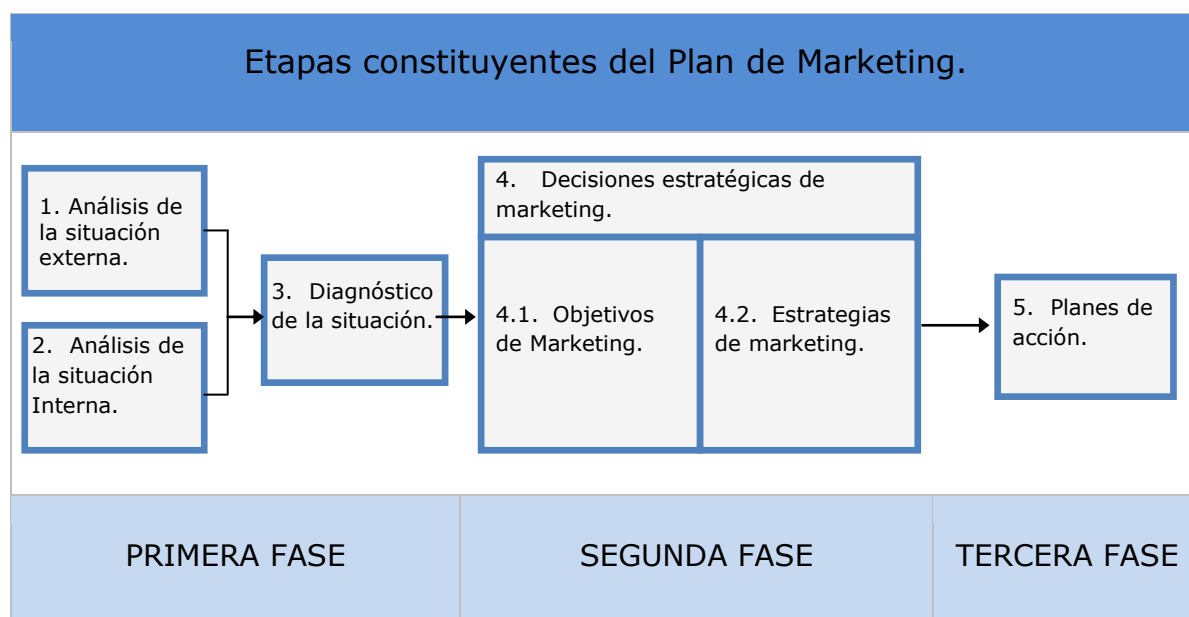 Etapas constituyentes del Plan de Marketing.
1. Análisis de
la situación
externa.
2. Análisis de
la situación
Interna.
3. Diagnóstico
de la situación.
4. Decisiones estratégicas de
marketing.
4.1. Objetivos
de Marketing.
4.2. Estrategias
de marketing.
5. Planes de
acción.
PRIMERA FASE
SEGUNDA FASE
TERCERA FASE